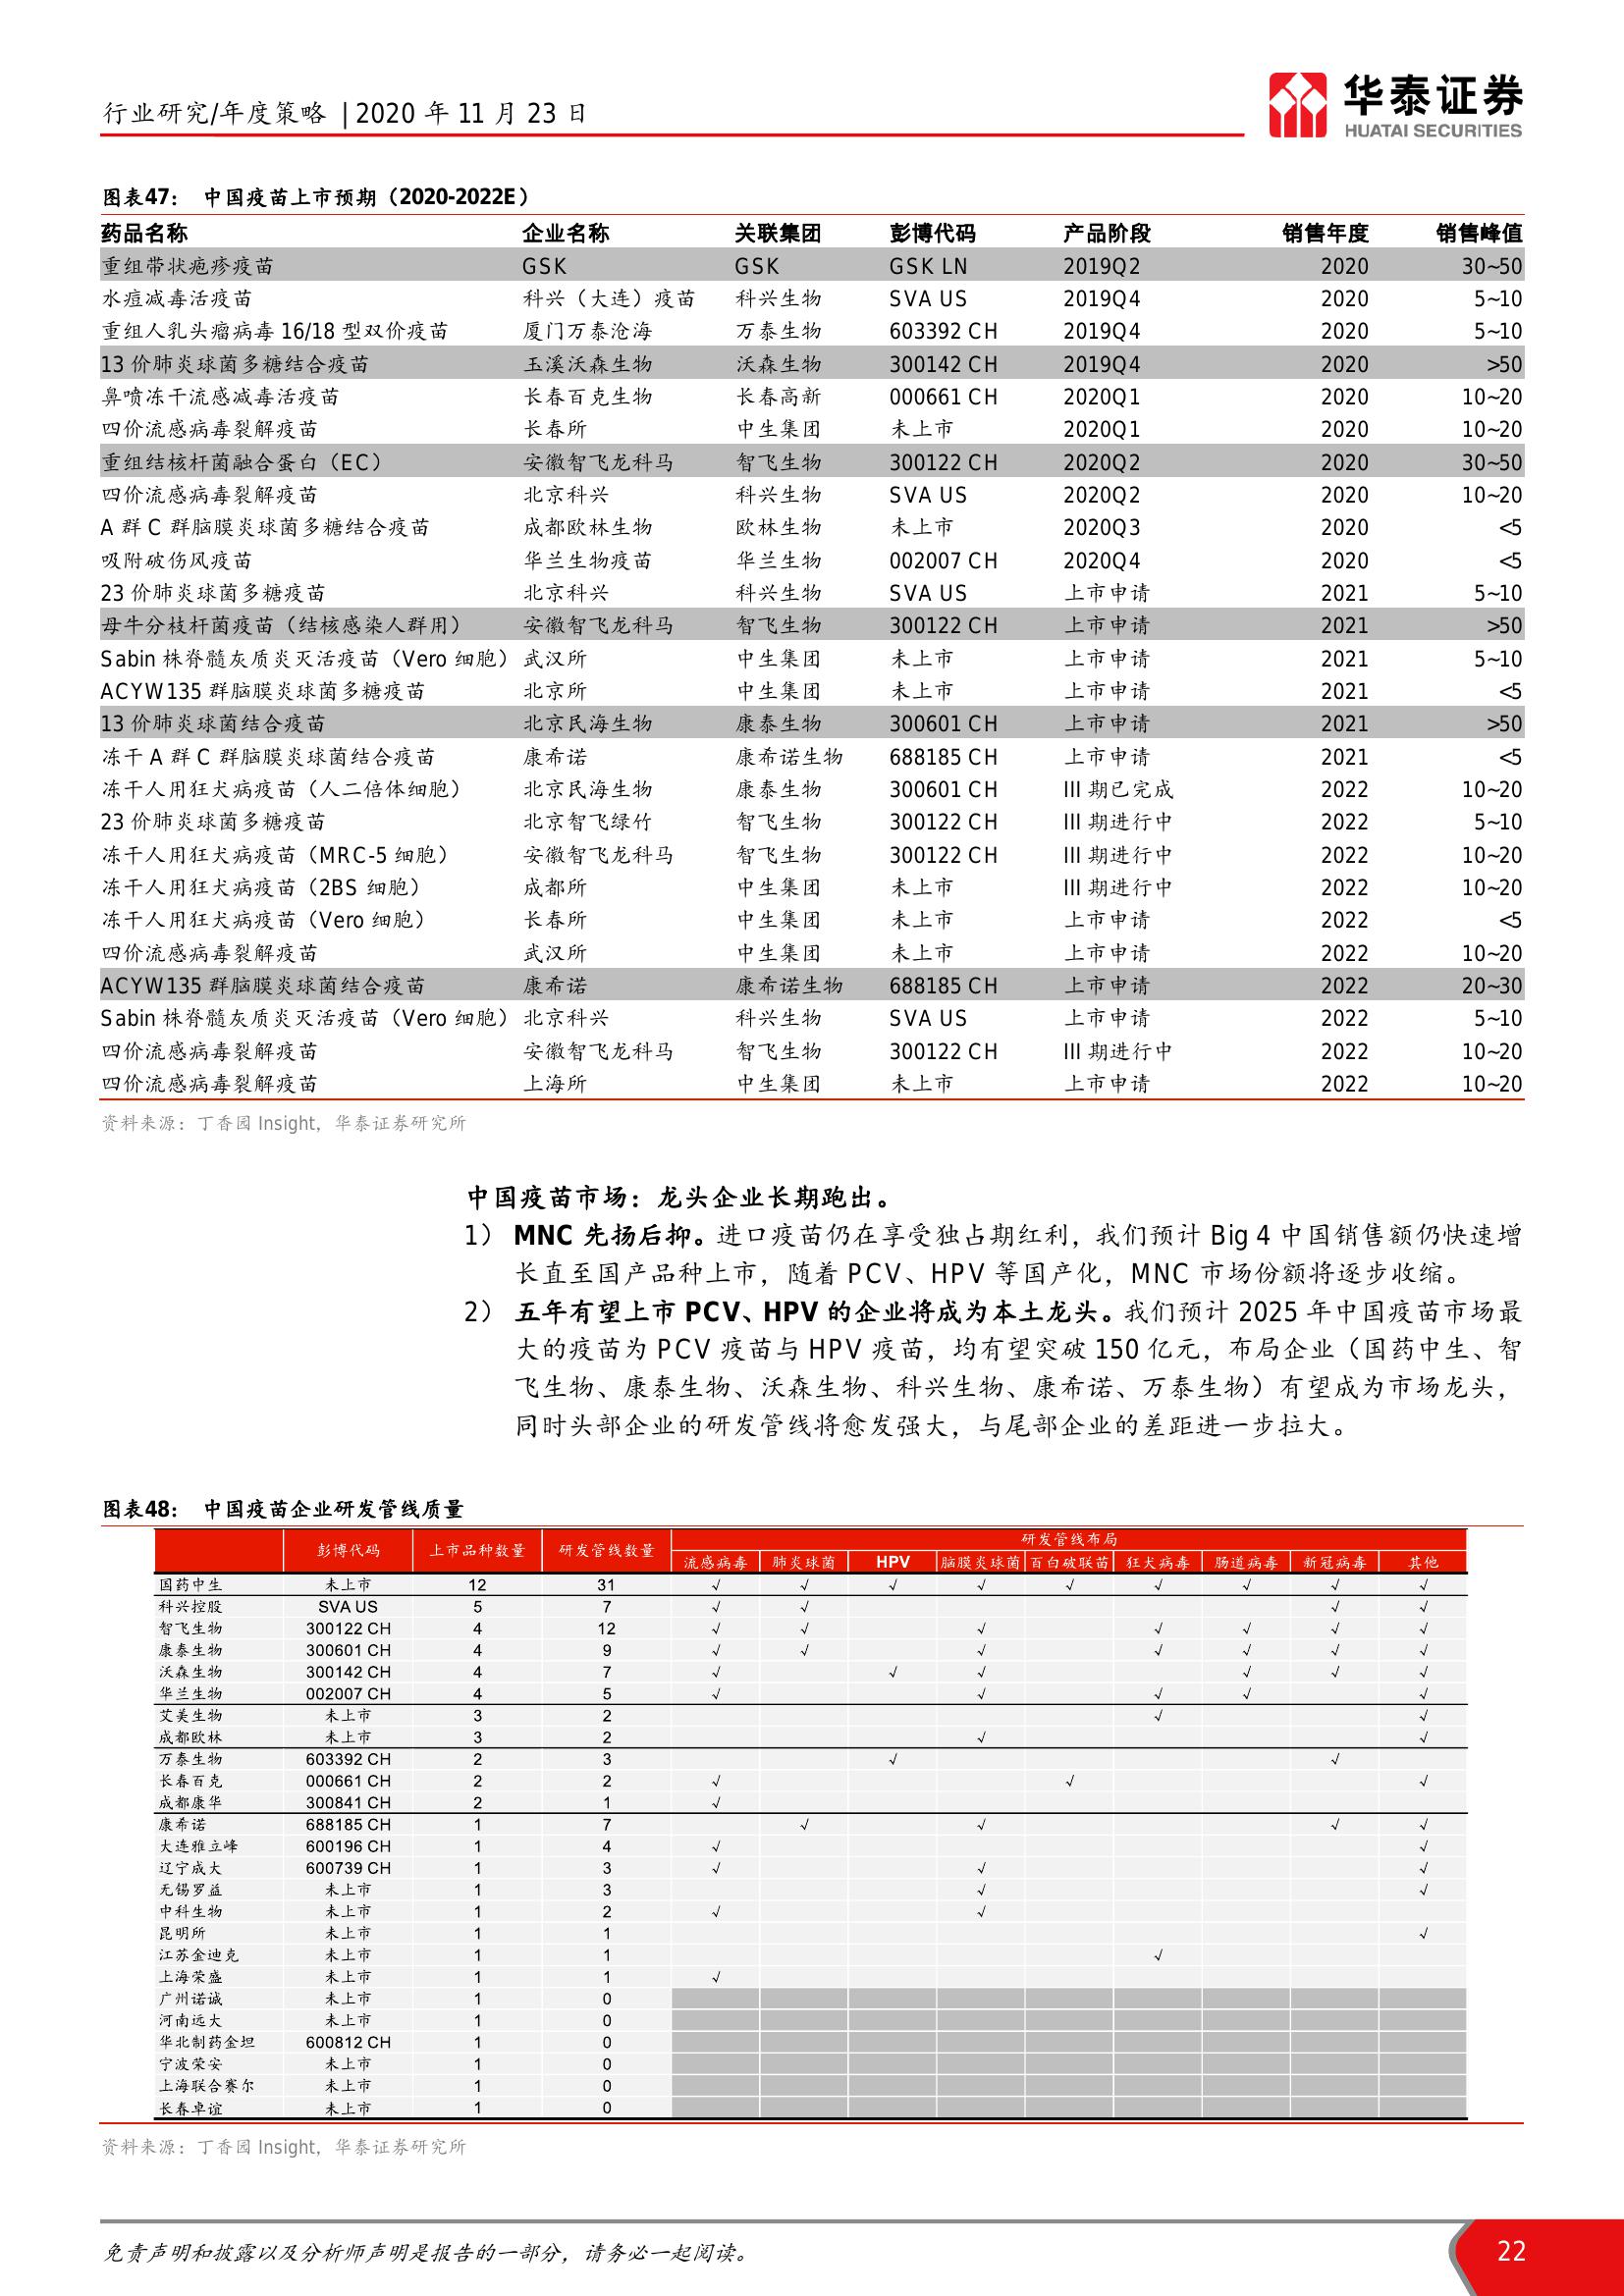 行业研究/年度策略 | 2020 年 11 月 23 日
华泰证券
HUATAI SECURITIES
图表47： 中国疫苗上市预期（2020-2022E）
药品名称 企业名称 关联集团 彭博代码 产品阶段 销售年度 销售峰值
重组带状疱疹疫苗 GSK GSK GSK LN 2019Q2 2020 30~50
水痘减毒活疫苗 科兴（大连）疫苗 科兴生物 SVA US 2019Q4 2020 5~10
重组人乳头瘤病毒 16/18 型双价疫苗 厦门万泰沧海 万泰生物 603392 CH 2019Q4 2020 5~10
13 价肺炎球菌多糖结合疫苗 玉溪沃森生物 沃森生物 300142 CH 2019Q4 2020 >50
鼻喷冻干流感减毒活疫苗 长春百克生物 长春高新 000661 CH 2020Q1 2020 10~20
四价流感病毒裂解疫苗 长春所 中生集团 未上市 2020Q1 2020 10~20
重组结核杆菌融合蛋白（EC） 安徽智飞龙科马 智飞生物 300122 CH 2020Q2 2020 30~50
四价流感病毒裂解疫苗 北京科兴 科兴生物 SVA US 2020Q2 2020 10~20
A 群 C 群脑膜炎球菌多糖结合疫苗 成都欧林生物 欧林生物 未上市 2020Q3 2020 <5
吸附破伤风疫苗 华兰生物疫苗 华兰生物 002007 CH 2020Q4 2020 <5
23 价肺炎球菌多糖疫苗 北京科兴 科兴生物 SVA US 上市申请 2021 5~10
母牛分枝杆菌疫苗（结核感染人群用） 安徽智飞龙科马 智飞生物 300122 CH 上市申请 2021 >50
Sabin 株脊髓灰质炎灭活疫苗（Vero 细胞） 武汉所 中生集团 未上市 上市申请 2021 5~10
ACYW135 群脑膜炎球菌多糖疫苗 北京所 中生集团 未上市 上市申请 2021 <5
13 价肺炎球菌结合疫苗 北京民海生物 康泰生物 300601 CH 上市申请 2021 >50
冻干 A 群 C 群脑膜炎球菌结合疫苗 康希诺 康希诺生物 688185 CH 上市申请 2021 <5
冻干人用狂犬病疫苗（人二倍体细胞） 北京民海生物 康泰生物 300601 CH III 期已完成 2022 10~20
23 价肺炎球菌多糖疫苗 北京智飞绿竹 智飞生物 300122 CH III 期进行中 2022 5~10
冻干人用狂犬病疫苗（MRC-5 细胞） 安徽智飞龙科马 智飞生物 300122 CH III 期进行中 2022 10~20
冻干人用狂犬病疫苗（2BS 细胞） 成都所 中生集团 未上市 III 期进行中 2022 10~20
冻干人用狂犬病疫苗（Vero 细胞） 长春所 中生集团 未上市 上市申请 2022 <5
四价流感病毒裂解疫苗 武汉所 中生集团 未上市 上市申请 2022 10~20
ACYW135 群脑膜炎球菌结合疫苗 康希诺 康希诺生物 688185 CH 上市申请 2022 20~30
Sabin 株脊髓灰质炎灭活疫苗（Vero 细胞） 北京科兴 科兴生物 SVA US 上市申请 2022 5~10
四价流感病毒裂解疫苗 安徽智飞龙科马 智飞生物 300122 CH III 期进行中 2022 10~20
四价流感病毒裂解疫苗 上海所 中生集团 未上市 上市申请 2022 10~20
资料来源：丁香园 Insight，华泰证券研究所
中国疫苗市场：龙头企业长期跑出。
1） MNC 先扬后抑。进口疫苗仍在享受独占期红利，我们预计 Big 4 中国销售额仍快速增
长直至国产品种上市，随着 PCV、HPV 等国产化，MNC 市场份额将逐步收缩。
2） 五年有望上市 PCV、HPV 的企业将成为本土龙头。我们预计 2025 年中国疫苗市场最
大的疫苗为 PCV 疫苗与 HPV 疫苗，均有望突破 150 亿元，布局企业（国药中生、智
飞生物、康泰生物、沃森生物、科兴生物、康希诺、万泰生物）有望成为市场龙头，
同时头部企业的研发管线将愈发强大，与尾部企业的差距进一步拉大。
图表48： 中国疫苗企业研发管线质量
彭博代码 上市品种数量 研发管线数量 研发管线布局
流感病毒 肺炎球菌 HPV 脑膜炎球菌 百白破联苗 狂犬病毒 肠道病毒 新冠病毒 其他
国药中生 未上市 12 31 √ √ √ √ √ √ √ √ √
科兴控股 SVA US 5 7 √ √ √ √
智飞生物 300122 CH 4 12 √ √ √ √ √ √ √
康泰生物 300601 CH 4 9 √ √ √ √ √ √ √
沃森生物 300142 CH 4 7 √ √ √ √ √ √
华兰生物 002007 CH 4 5 √ √ √ √ √
艾美生物 未上市 3 2 √ √
成都欧林 未上市 3 2 √ √
万泰生物 603392 CH 2 3 √ √
长春百克 000661 CH 2 2 √ √ √
成都康华 300841 CH 2 1 √
康希诺 688185 CH 1 7 √ √ √ √
大连雅立峰 600196 CH 1 4 √ √
辽宁成大 600739 CH 1 3 √ √ √
无锡罗益 未上市 1 3 √ √
中科生物 未上市 1 2 √ √
昆明所 未上市 1 1 √
江苏金迪克 未上市 1 1 √
上海荣盛 未上市 1 1 √
广州诺诚 未上市 1 0
河南远大 未上市 1 0
华北制药金坦 600812 CH 1 0
宁波荣安 未上市 1 0
上海联合赛尔 未上市 1 0
长春卓谊 未上市 1 0
资料来源：丁香园 Insight，华泰证券研究所
免责声明和披露以及分析师声明是报告的一部分，请务必一起阅读。
22